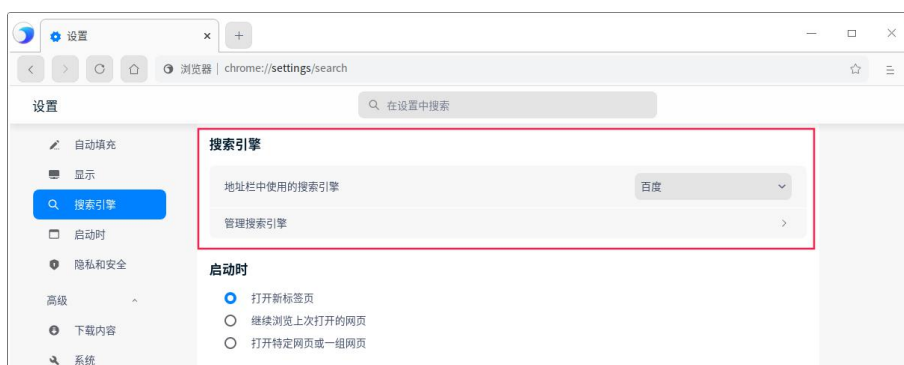 设置
浏览器 | chrome://settings/search
设置
在设置中搜索
自动填充
显示
搜索引擎
启动时
隐私和安全
高级
下载内容
系统
搜索引擎
地址栏中使用的搜索引擎
百度
管理搜索引擎
启动时
打开新标签页
继续浏览上次打开的网页
打开特定网页或一组网页